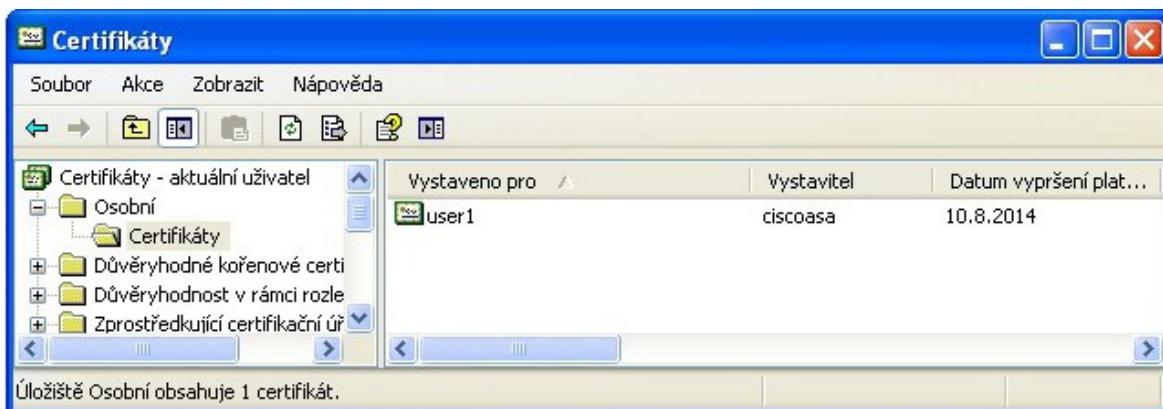 Certifikáty
Soubor Akce Zobrazit Nápověda
Certifikáty - aktuální uživatel
Osobní
Certifikáty
Důvěryhodné kořenové certi
Důvěryhodnost v rámci rozle
Zprostředkující certifikační úř
Vystaveno pro Vystavitel Datum vypršení plat...
user1 ciscoasa 10.8.2014
Úložiště Osobní obsahuje 1 certifikát.